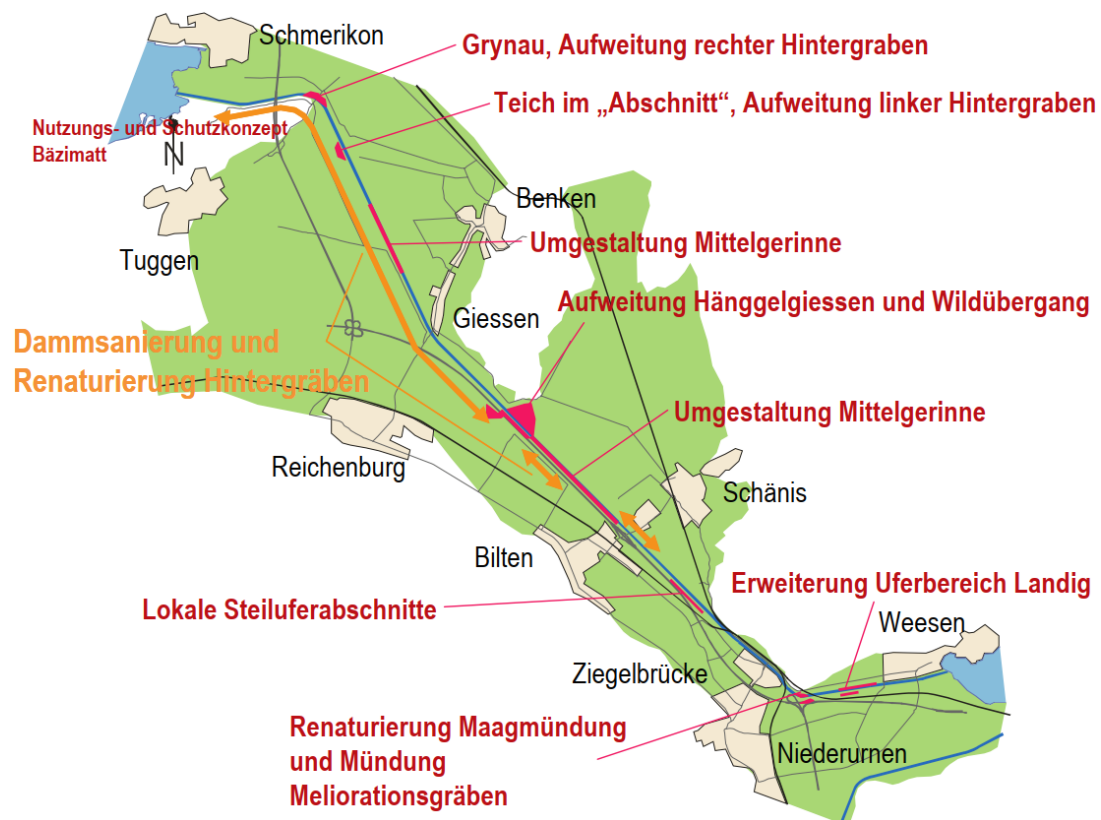 Schmerikon
Grynau, Aufweitung rechter Hintergraben
Teich im „Abschnitt“, Aufweitung linker Hintergraben
Nutzungs- und Schutzkonzept
Bäzimatt
N
Benken
Tuggen
Umgestaltung Mittelgerinne
Giessen
Aufweitung Hänggelgiessen und Wildübergang
Dammsanierung und
Renaturierung Hintergräben
Umgestaltung Mittelgerinne
Reichenburg
Schänis
Bilten
Erweiterung Uferbereich Landig
Lokale Steiluferabschnitte
Weesen
Ziegelbrücke
Renaturierung Maagmündung
und Mündung
Meliorationsgräben
Niederurnen